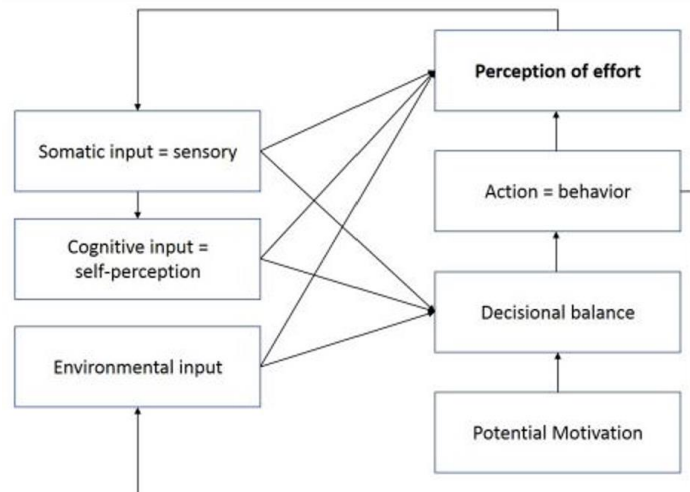 Perception of effort
Somatic input = sensory
Action = behavior
Cognitive input =
self-perception
Decisional balance
Environmental input
Potential Motivation